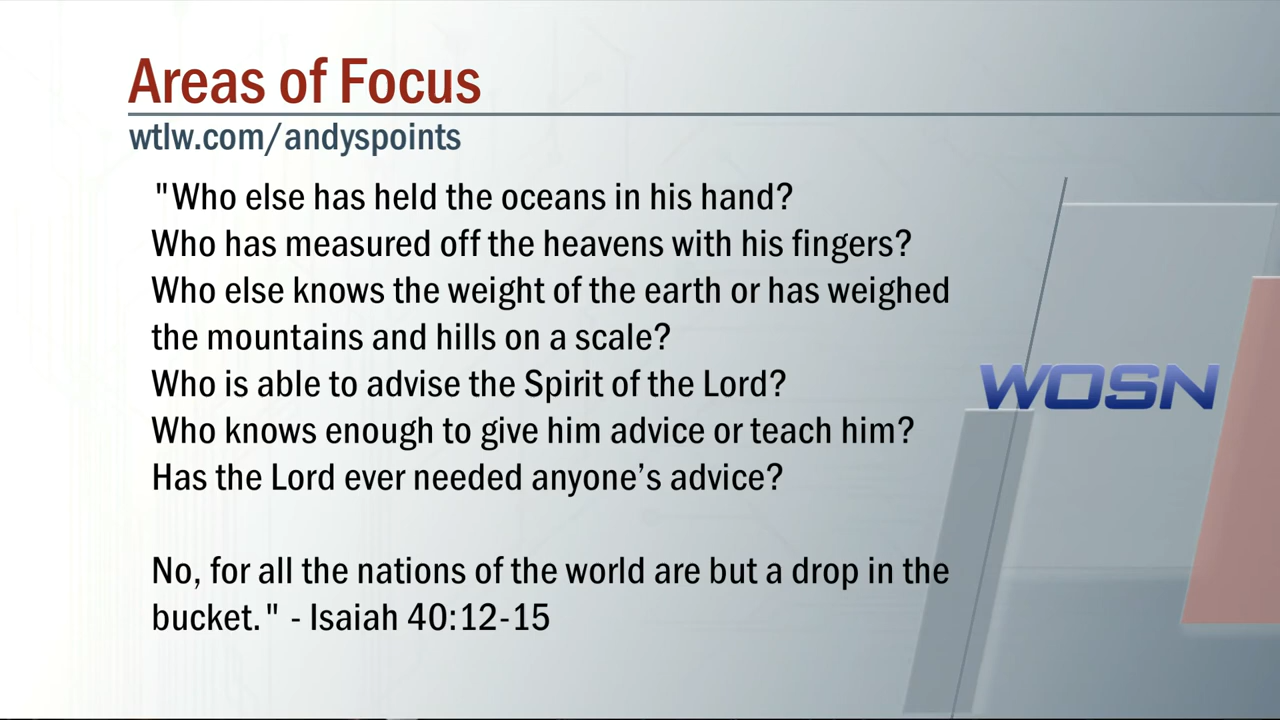 Areas of Focus
wtlw.com/andyspoints
"Who else has held the oceans in his hand?
Who has measured off the heavens with his fingers?
Who else knows the weight of the earth or has weighed
the mountains and hills on a scale?
Who is able to advise the Spirit of the Lord?
Who knows enough to give him advice or teach him?
Has the Lord ever needed anyone’s advice?
No, for all the nations of the world are but a drop in the
bucket." - Isaiah 40:12-15
WOSN